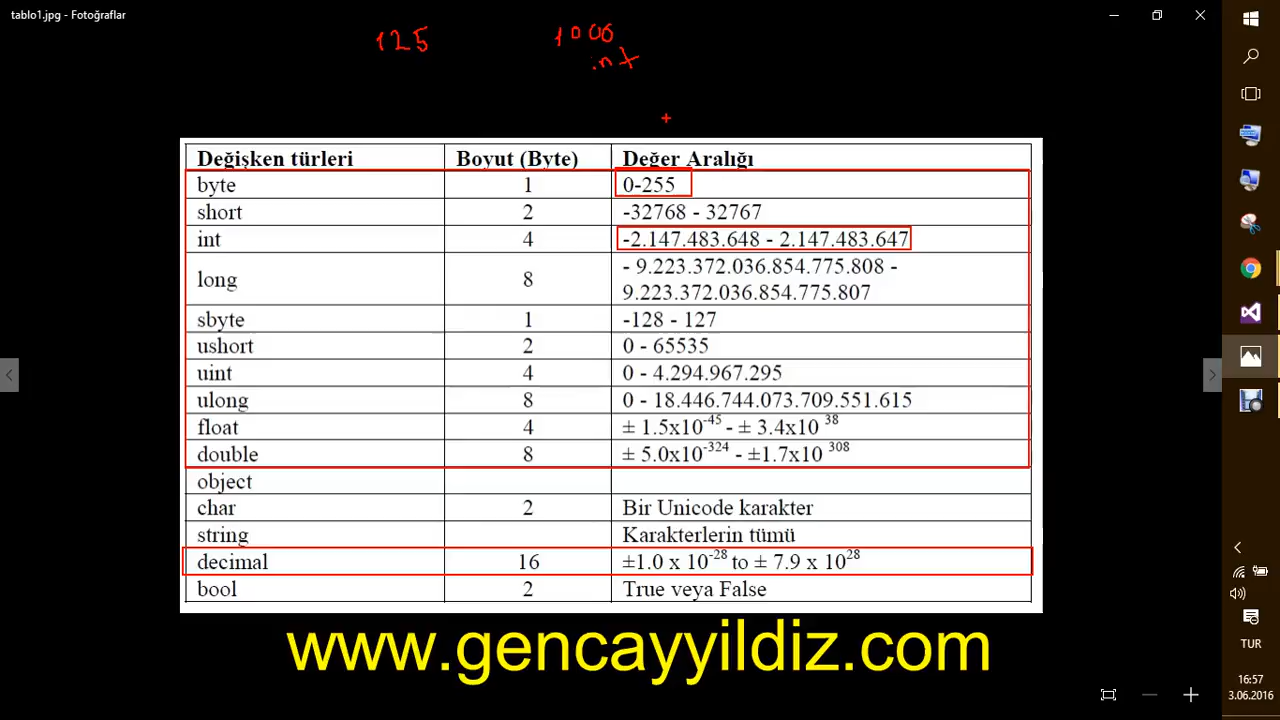 tablo1.jpg - Fotoğraflar
125 1000
int
Değişken türleri Boyut (Byte) Değer Aralığı
byte 1 0-255
short 2 -32768 - 32767
int 4 -2.147.483.648 - 2.147.483.647
long 8 - 9.223.372.036.854.775.808 -
9.223.372.036.854.775.807
sbyte 1 -128 - 127
ushort 2 0 - 65535
uint 4 0 - 4.294.967.295
ulong 8 0 - 18.446.744.073.709.551.615
float 4 ± 1.5x10⁻⁴⁵ - ± 3.4x10 ³⁸
double 8 ± 5.0x10⁻³²⁴ - ±1.7x10 ³⁰⁸
object
char 2 Bir Unicode karakter
string Karakterlerin tümü
decimal 16 ±1.0 x 10⁻²⁸ to ± 7.9 x 10²⁸
bool 2 True veya False
www.gencayyildiz.com
TUR
16:57
3.06.2016